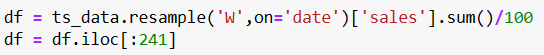 df = ts_data.resample('W',on='date')['sales'].sum()/100
df = df.iloc[:241]